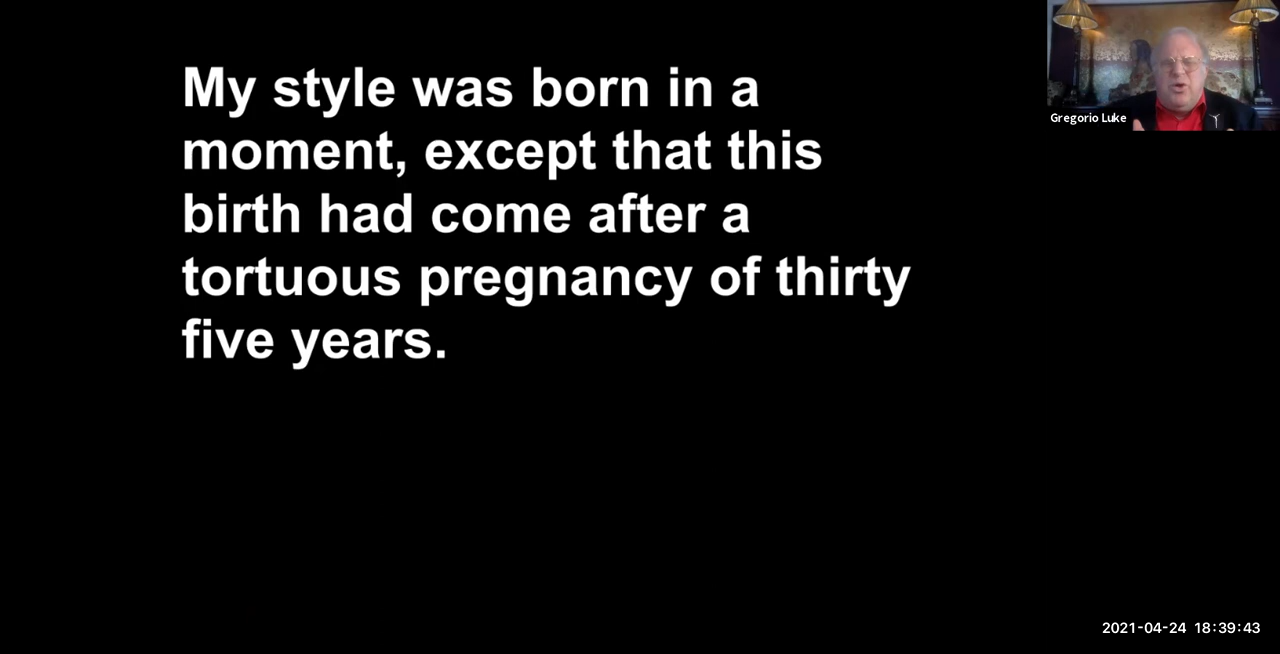 My style was born in a
moment, except that this
birth had come after a
tortuous pregnancy of thirty
five years.
Gregorio Luke
2021-04-24 18:39:43